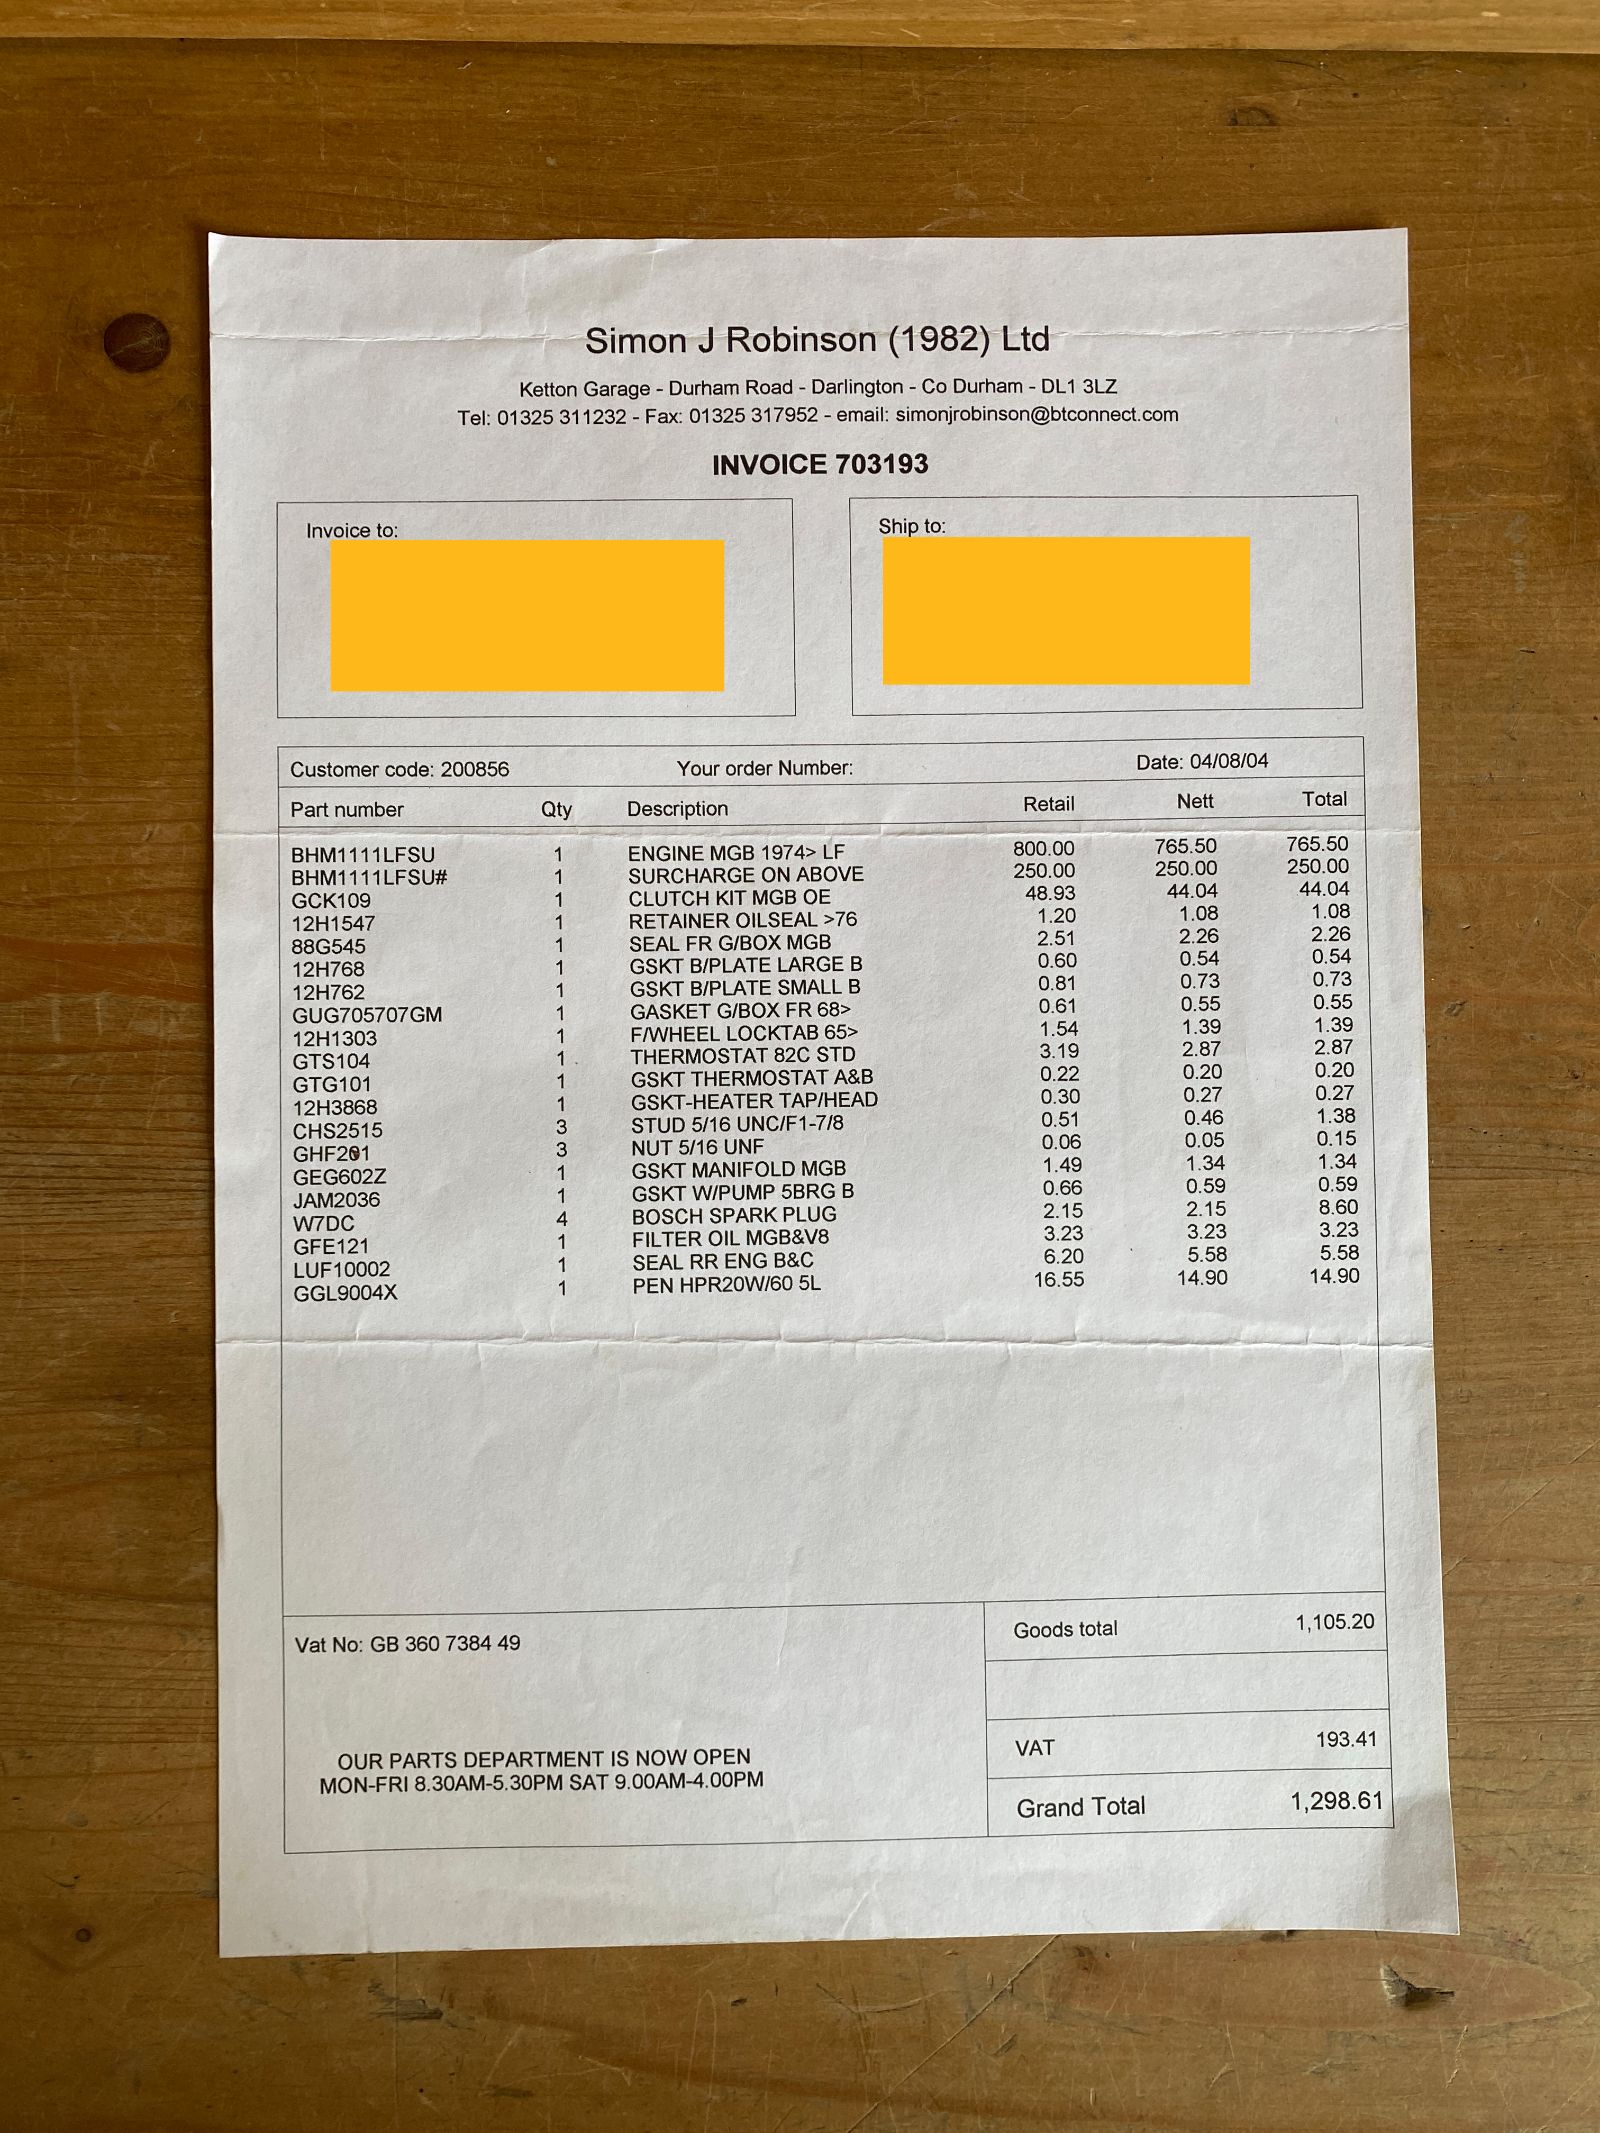 Simon J Robinson (1982) Ltd
Ketton Garage - Durham Road - Darlington - Co Durham - DL1 3LZ
Tel: 01325 311232 - Fax: 01325 317952 - email: simonjrobinson@btconnect.com
INVOICE 703193
Invoice to: Ship to:
Customer code: 200856 Your order Number: Date: 04/08/04
Part number Qty Description Retail Nett Total
BHM1111LFSU 1 ENGINE MGB 1974> LF 800.00 765.50 765.50
BHM1111LFSU# 1 SURCHARGE ON ABOVE 250.00 250.00 250.00
GCK109 1 CLUTCH KIT MGB OE 48.93 44.04 44.04
12H1547 1 RETAINER OILSEAL >76 1.20 1.08 1.08
88G545 1 SEAL FR G/BOX MGB 2.51 2.26 2.26
12H768 1 GSKT B/PLATE LARGE B 0.60 0.54 0.54
12H762 1 GSKT B/PLATE SMALL B 0.81 0.73 0.73
GUG705707GM 1 GASKET G/BOX FR 68> 0.61 0.55 0.55
12H1303 1 F/WHEEL LOCKTAB 65> 1.54 1.39 1.39
GTS104 1 THERMOSTAT 82C STD 3.19 2.87 2.87
GTG101 1 GSKT THERMOSTAT A&B 0.22 0.20 0.20
12H3868 1 GSKT-HEATER TAP/HEAD 0.30 0.27 0.27
CHS2515 3 STUD 5/16 UNC/F1-7/8 0.51 0.46 1.38
GHF201 3 NUT 5/16 UNF 0.06 0.05 0.15
GEG602Z 1 GSKT MANIFOLD MGB 1.49 1.34 1.34
JAM2036 1 GSKT W/PUMP 5BRG B 0.66 0.59 0.59
W7DC 4 BOSCH SPARK PLUG 2.15 2.15 8.60
GFE121 1 FILTER OIL MGB&V8 3.23 3.23 3.23
LUF10002 1 SEAL RR ENG B&C 6.20 5.58 5.58
GGL9004X 1 PEN HPR20W/60 5L 16.55 14.90 14.90
Goods total 1,105.20
Vat No: GB 360 7384 49
VAT 193.41
OUR PARTS DEPARTMENT IS NOW OPEN
MON-FRI 8.30AM-5.30PM SAT 9.00AM-4.00PM
Grand Total 1,298.61